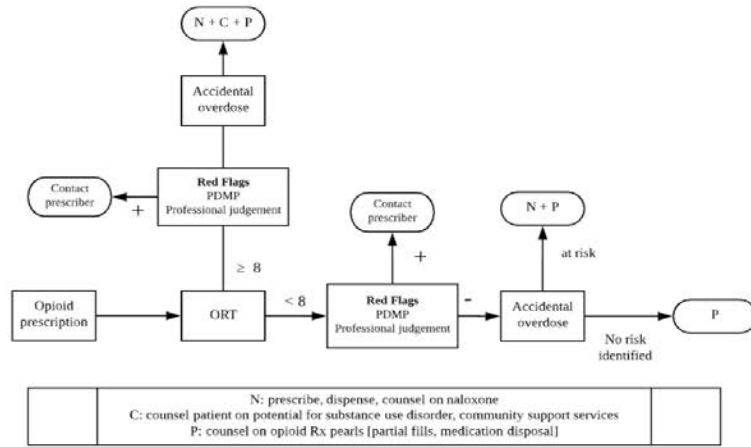 N + C + P
Accidental
overdose
Contact
prescriber
+
Red Flags
PDMP
Professional judgement
Contact
prescriber
N + P
≥ 8
+
at risk
Opioid
prescription
ORT
< 8
Red Flags
PDMP
Professional judgement
-
Accidental
overdose
P
No risk
identified
N: prescribe, dispense, counsel on naloxone
C: counsel patient on potential for substance use disorder, community support services
P: counsel on opioid Rx pearls [partial fills, medication disposal]